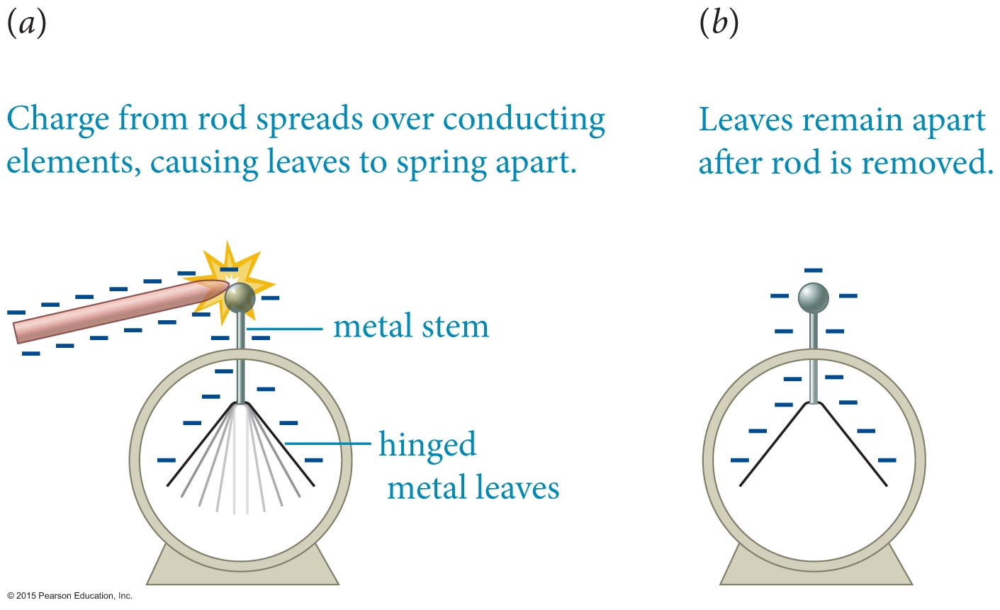 (a)
Charge from rod spreads over conducting
elements, causing leaves to spring apart.
metal stem
hinged
metal leaves
(b)
Leaves remain apart
after rod is removed.
© 2015 Pearson Education, Inc.